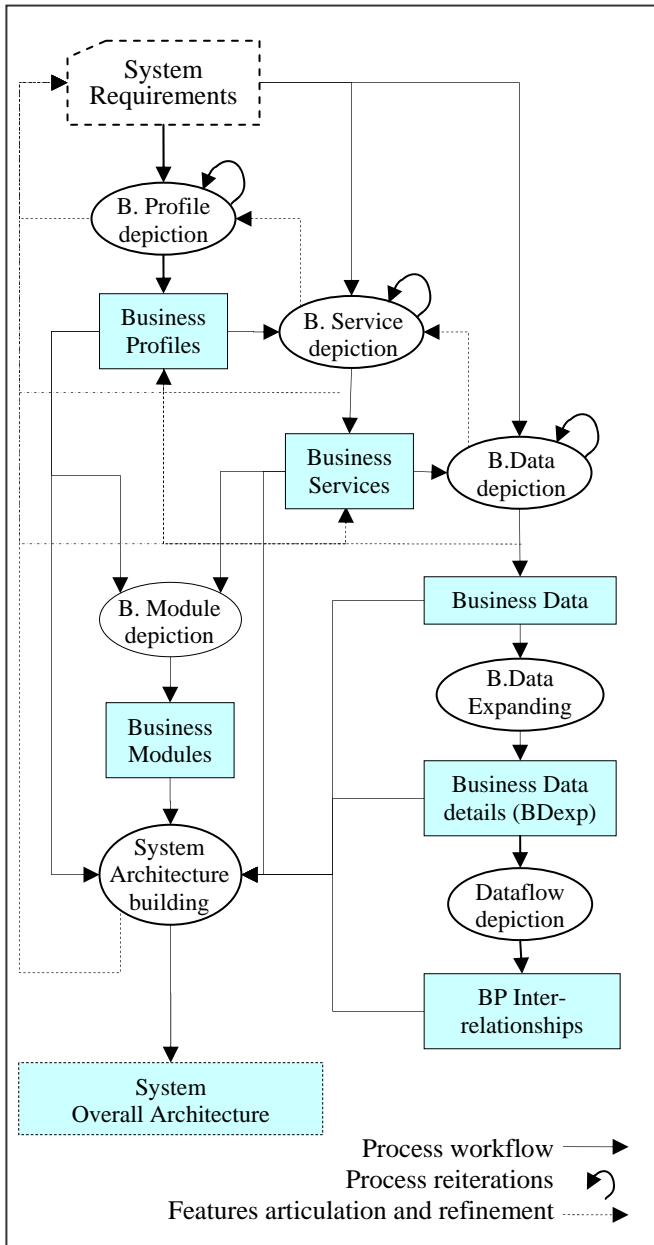 System
Requirements
B. Profile
depiction
Business
Profiles
B. Service
depiction
Business
Services
B.Data
depiction
B. Module
depiction
Business Data
B.Data
Expanding
Business
Modules
Business Data
details (BDexp)
System
Architecture
building
Dataflow
depiction
BP Inter-
relationships
System
Overall Architecture
Process workflow
Process reiterations
Features articulation and refinement